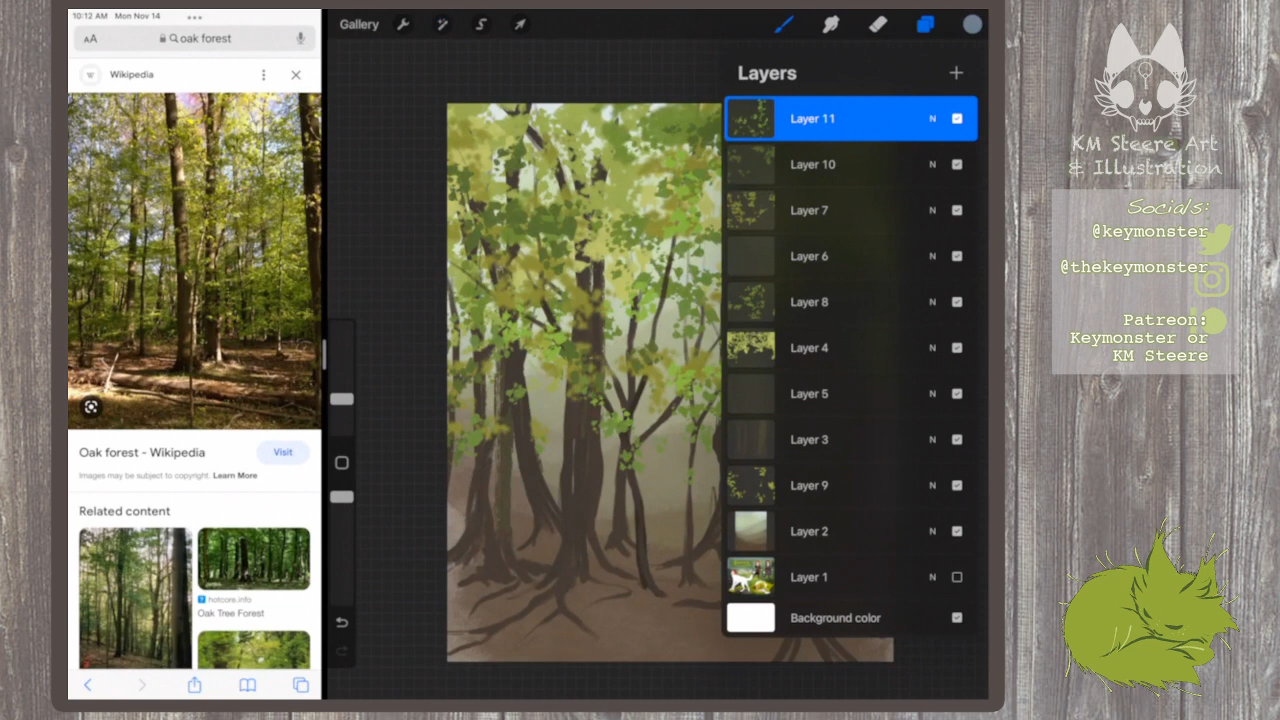 10:12 AM Mon Nov 14
AA
oak forest
W
Wikipedia
Oak forest - Wikipedia
Visit
Images may be subject to copyright. Learn More
Related content
hotcore.info
Oak Tree Forest
Gallery
Layers
Layer 11 N
Layer 10 N
Layer 7 N
Layer 6 N
Layer 8 N
Layer 4 N
Layer 5 N
Layer 3 N
Layer 9 N
Layer 2 N
Layer 1 N
Background color
KM Steere Art
& Illustration
Socials:
@keymonster
@thekeymonster
Patreon:
Keymonster or
KM Steere